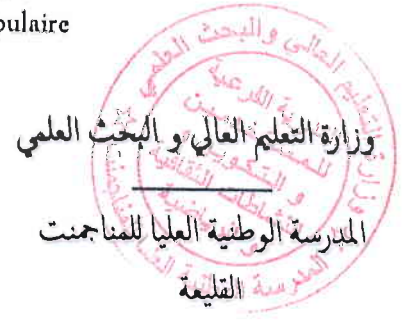 pulaire
وزارة التعليم العالي و البحث العلمي
المدرسة الوطنية العليا للمناجمنت
القليعة